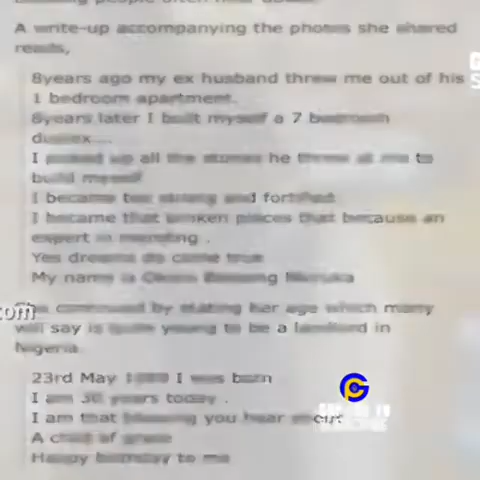 A write-up accompanying the photos she shared
reads,
8years ago my ex husband threw me out of his
1 bedroom apartment.
8years later I built myself a 7 bedroom
duplex....
I picked up all the stones he threw at me to
build myself
I became too strong and fortified
I became that broken pieces that because an
expert in mending .
Yes dreams do come true
My name is
She continued by stating her age which many
will say is quite young to be a landlord in
Nigeria.
23rd May I was born
I am 30 years today .
I am that blessing you hear about
A child of grace
Happy birthday to me